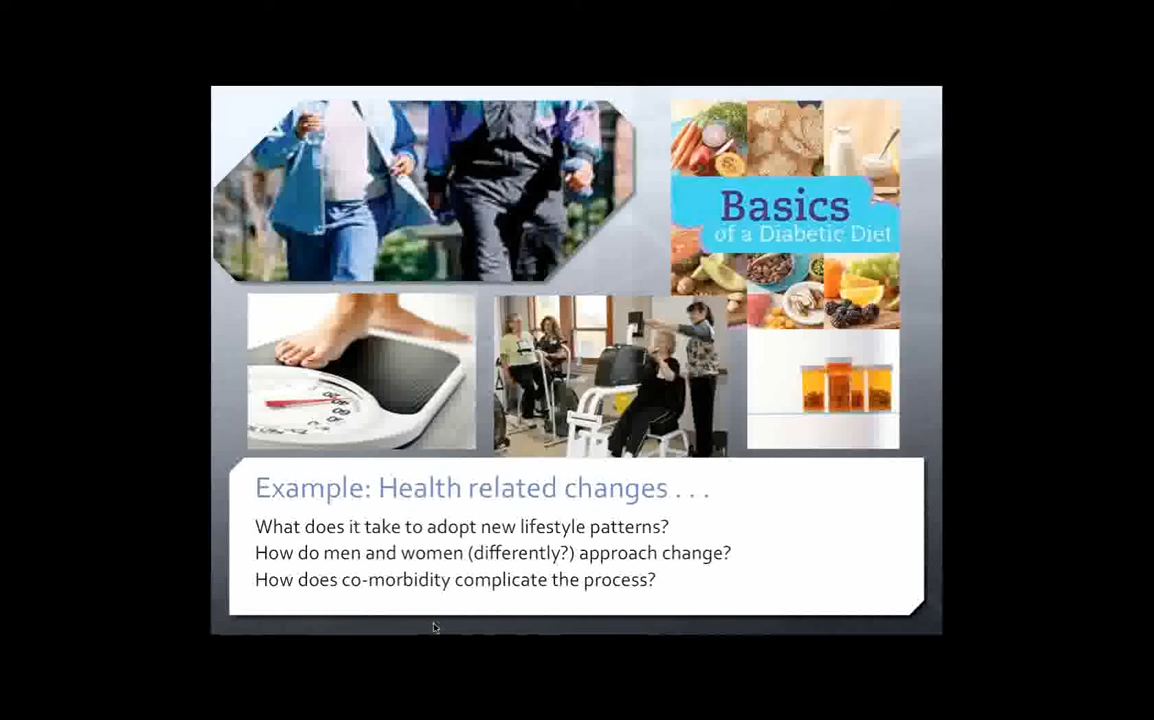 Basics
of a Diabetic Diet
Example: Health related changes . . .
What does it take to adopt new lifestyle patterns?
How do men and women (differently?) approach change?
How does co-morbidity complicate the process?